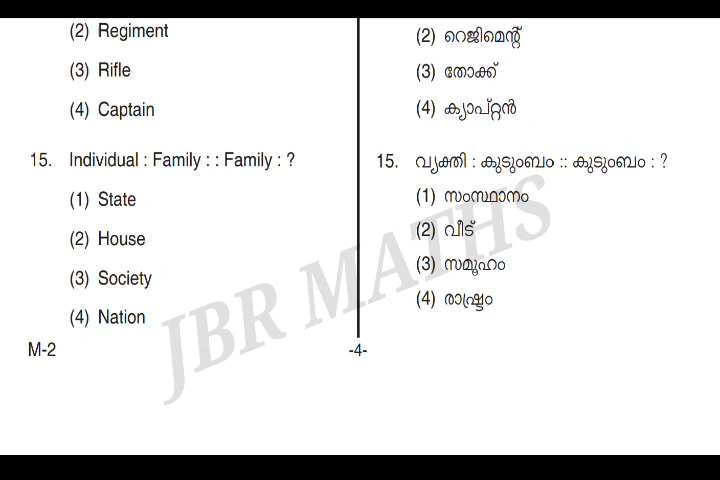 (2) Regiment
(3) Rifle
(4) Captain
15. Individual : Family : : Family : ?
(1) State
(2) House
(3) Society
(4) Nation
M-2
(2) റെജിമെന്റ്
(3) തോക്ക്
(4) ക്യാപ്റ്റൻ
15. വ്യക്തി : കുടുംബം :: കുടുംബം : ?
(1) സംസ്ഥാനം
(2) വീട്
(3) സമൂഹം
(4) രാഷ്ട്രം
-4-
JBR MATHS